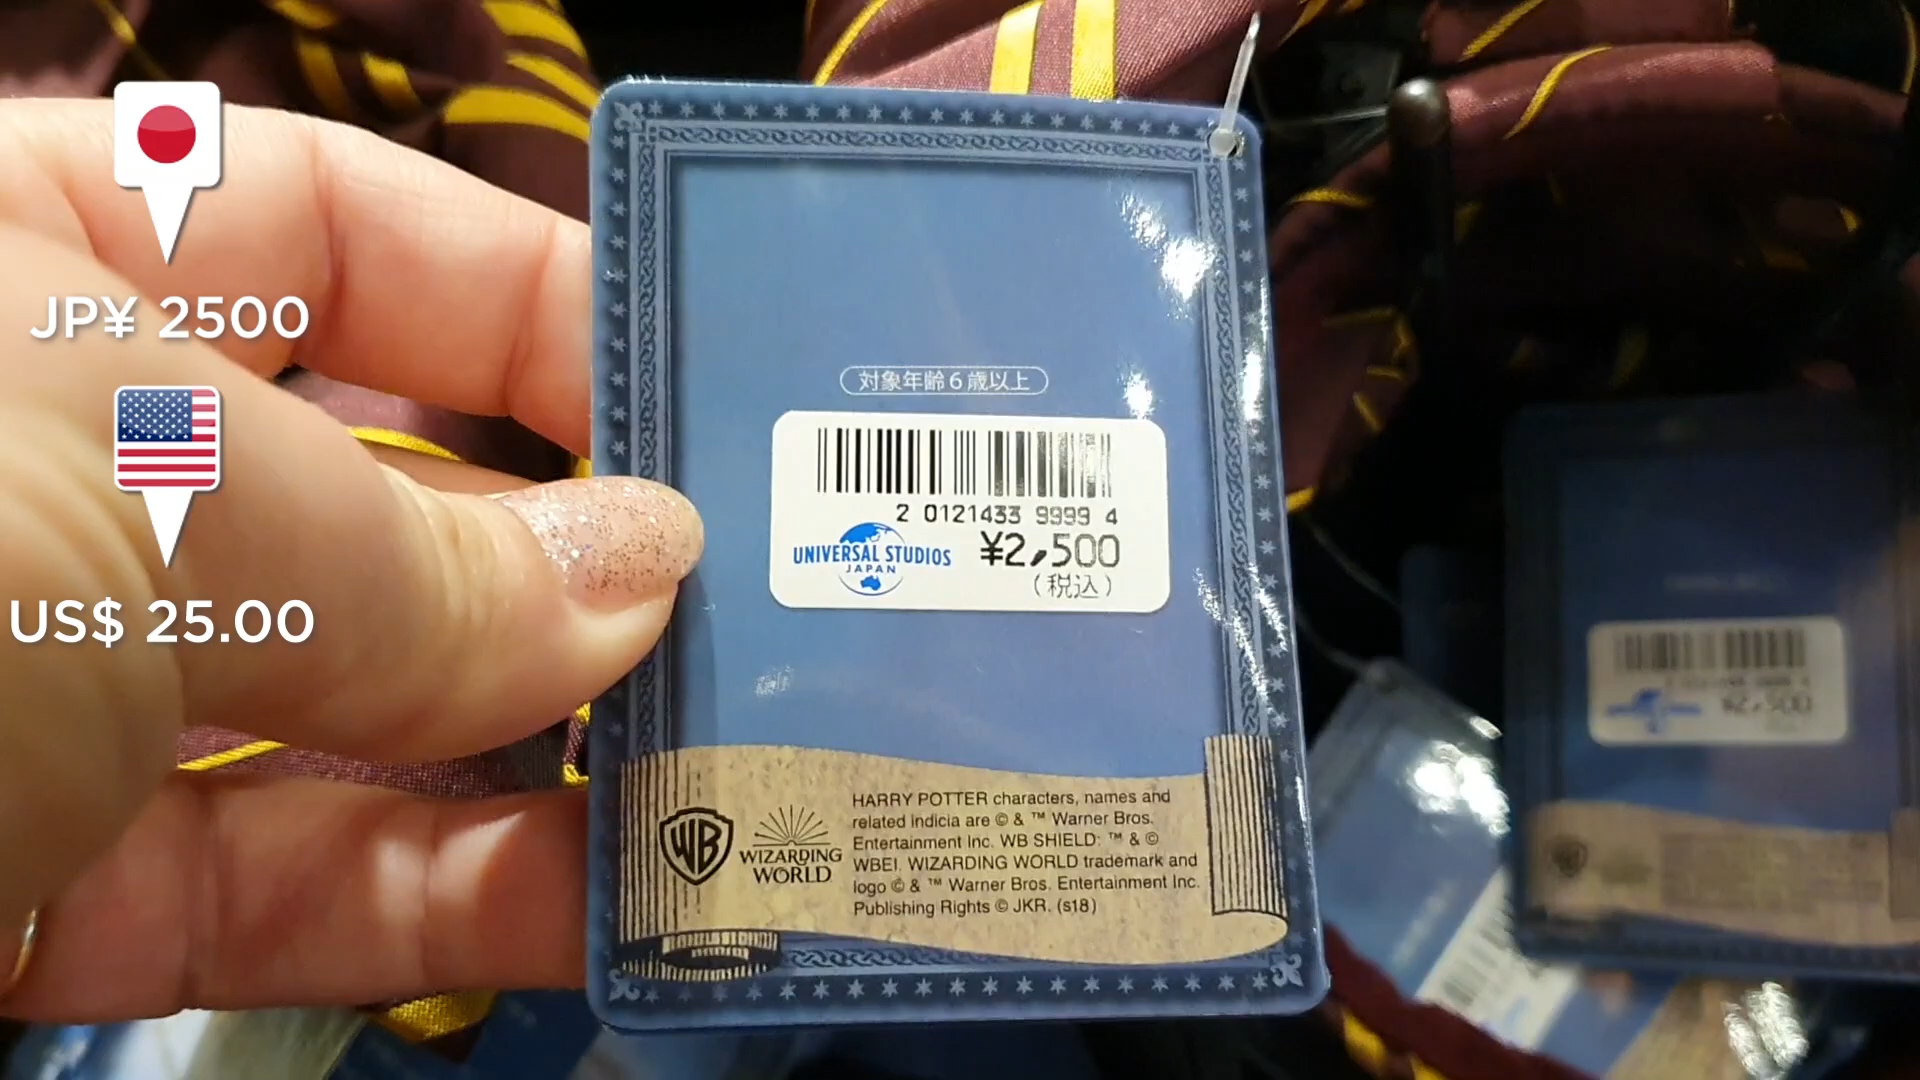 JP¥ 2500
US$ 25.00
対象年齢6歳以上
2 0121433 9999 4
UNIVERSAL STUDIOS
JAPAN
¥2,500
(税込)
WB
WIZARDING
WORLD
HARRY POTTER characters, names and
related indicia are © & ™ Warner Bros.
Entertainment Inc. WB SHIELD: ™ & ©
WBEI. WIZARDING WORLD trademark and
logo © & ™ Warner Bros. Entertainment Inc.
Publishing Rights © JKR. (s18)
¥2,500